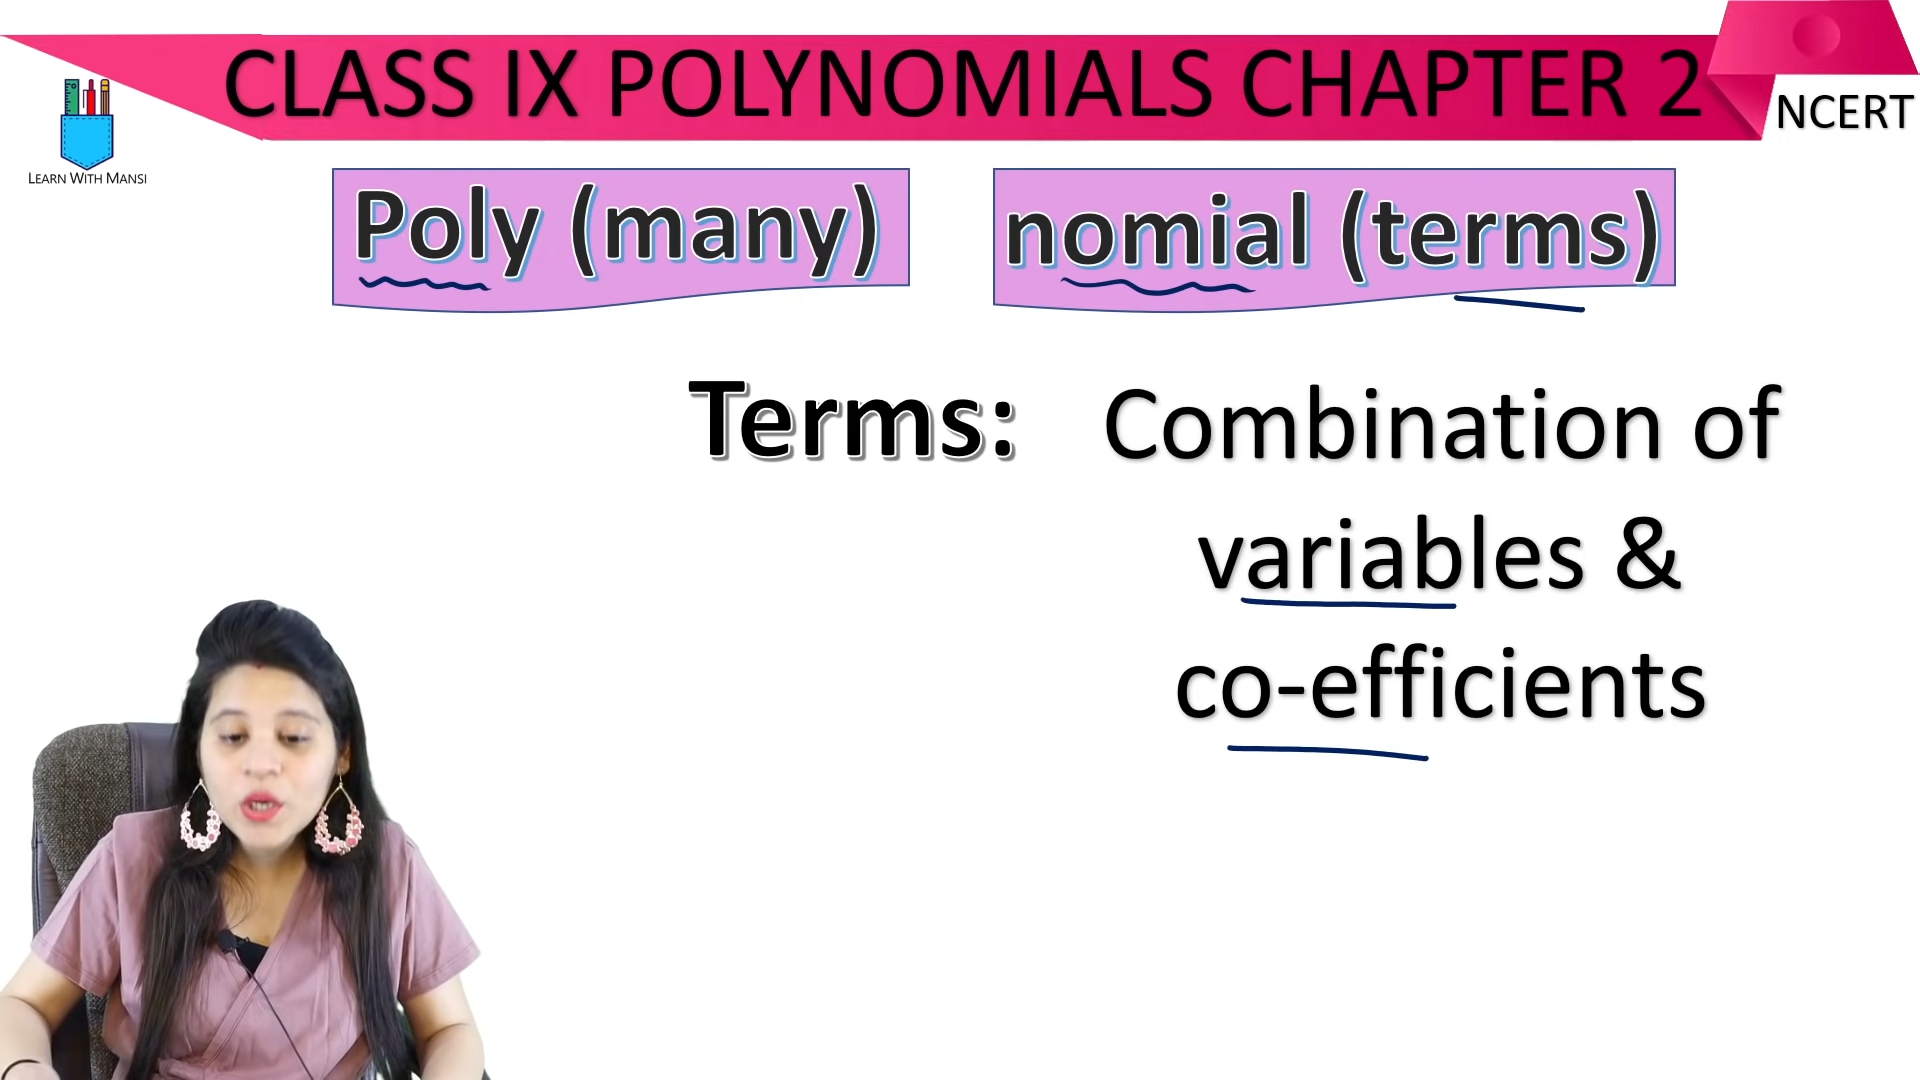 CLASS IX POLYNOMIALS CHAPTER 2
NCERT
LEARN WITH MANSI
Poly (many) nomial (terms)
Terms: Combination of
variables &
co-efficients